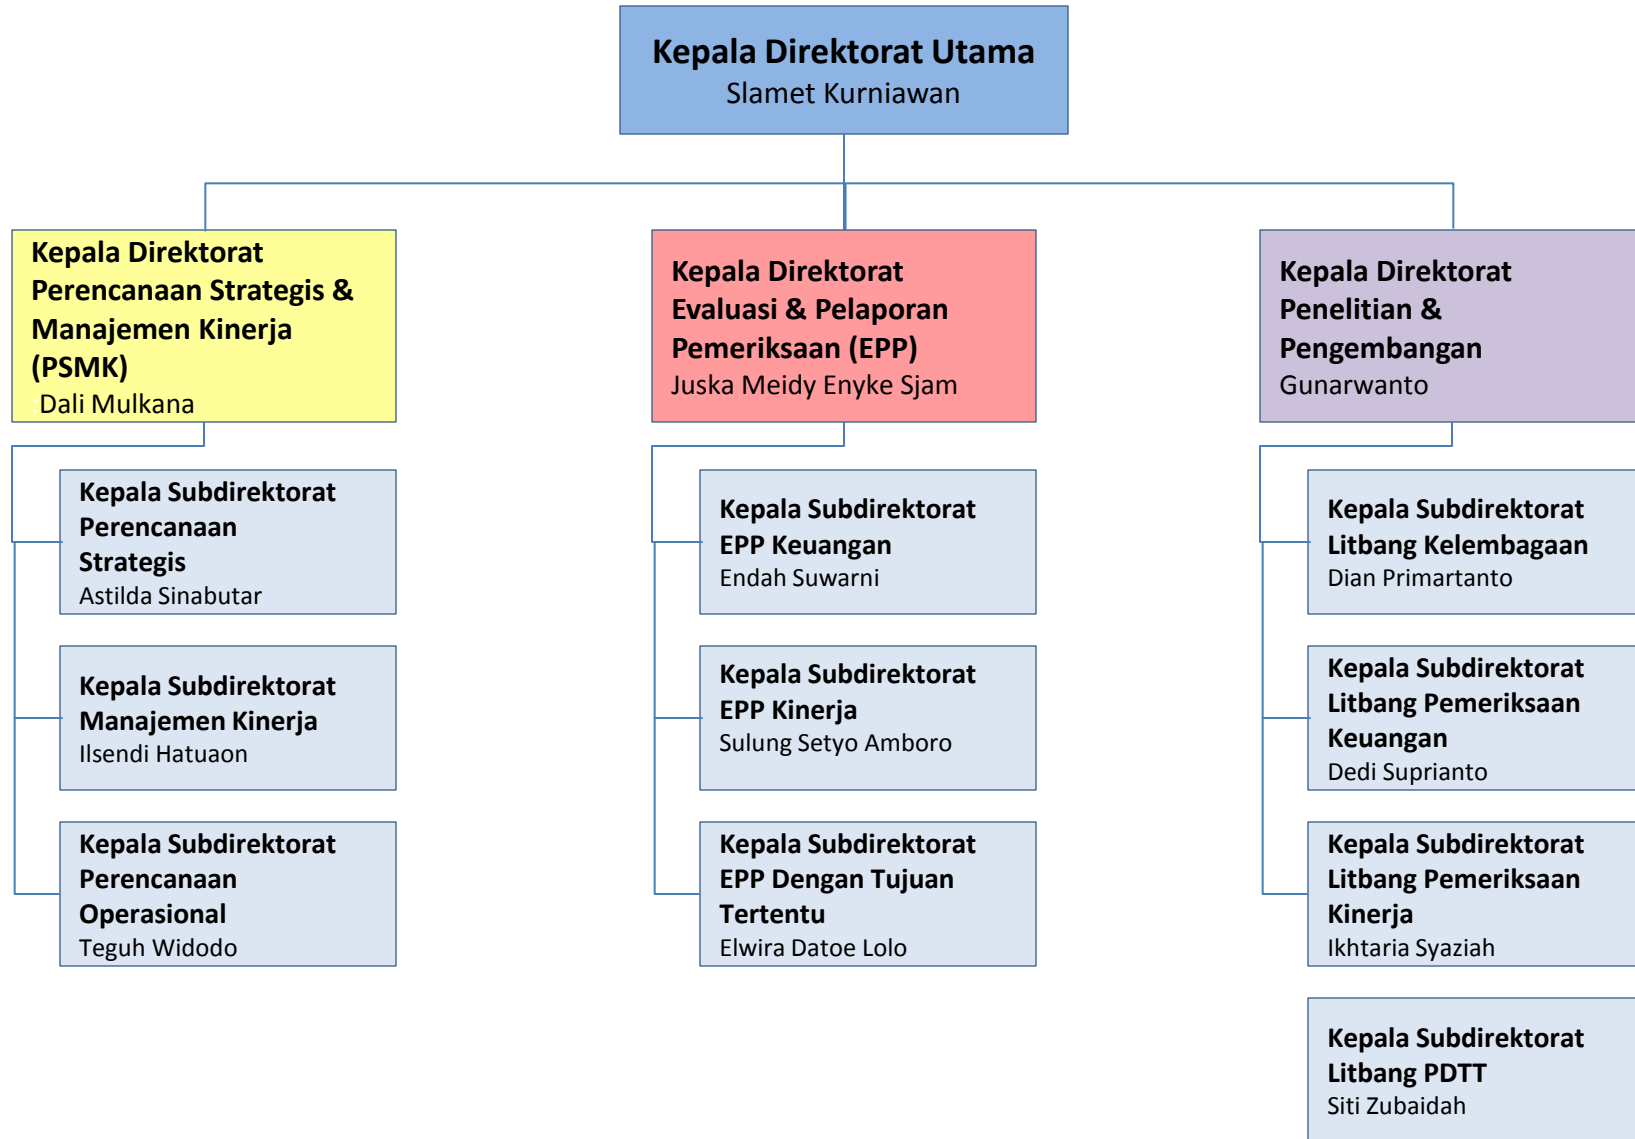 Kepala Direktorat Utama
Slamet Kurniawan
Kepala Direktorat
Perencanaan Strategis &
Manajemen Kinerja
(PSMK)
:Dali Mulkana
Kepala Subdirektorat
Perencanaan
Strategis
Astilda Sinabutar
Kepala Subdirektorat
Manajemen Kinerja
Ilsendi Hatuaon
Kepala Subdirektorat
Perencanaan
Operasional
Teguh Widodo
Kepala Direktorat
Evaluasi & Pelaporan
Pemeriksaan (EPP)
Juska Meidy Enyke Sjam
Kepala Subdirektorat
EPP Keuangan
Endah Suwarni
Kepala Subdirektorat
EPP Kinerja
Sulung Setyo Amboro
Kepala Subdirektorat
EPP Dengan Tujuan
Tertentu
Elwira Datoe Lolo
Kepala Direktorat
Penelitian &
Pengembangan
Gunarwanto
Kepala Subdirektorat
Litbang Kelembagaan
Dian Primartanto
Kepala Subdirektorat
Litbang Pemeriksaan
Keuangan
Dedi Suprianto
Kepala Subdirektorat
Litbang Pemeriksaan
Kinerja
Ikhtaria Syaziah
Kepala Subdirektorat
Litbang PDTT
Siti Zubaidah